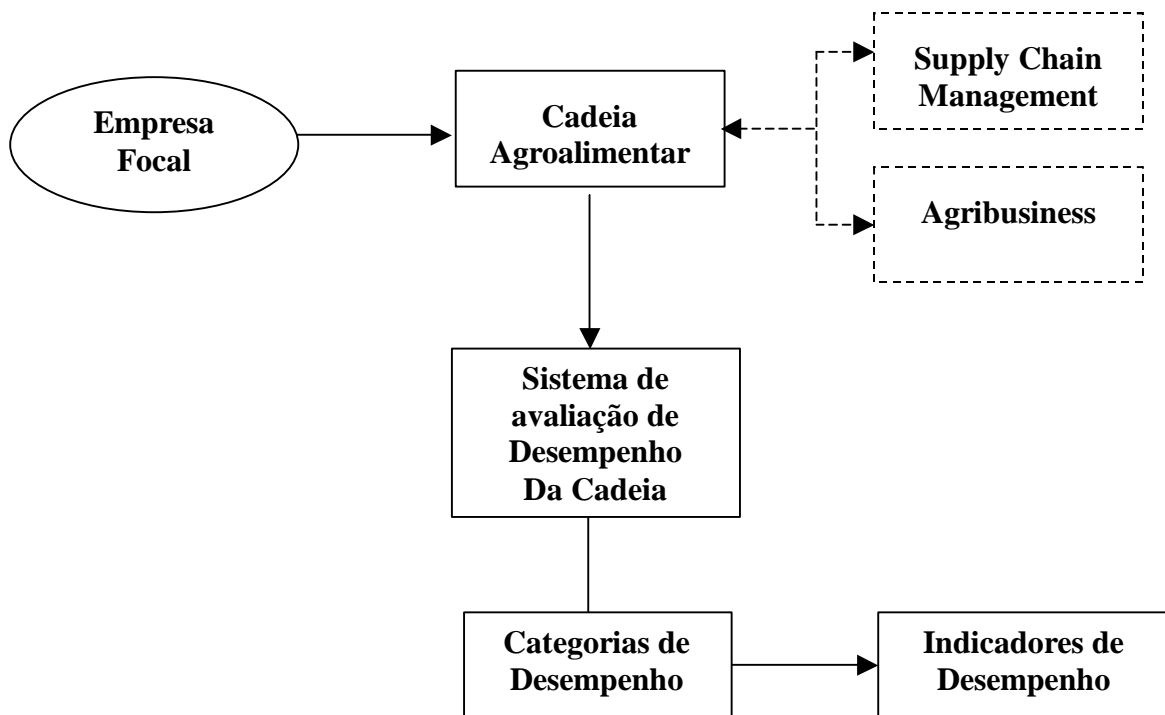 Empresa
Focal
Cadeia
Agroalimentar
Supply Chain
Management
Agribusiness
Sistema de
avaliação de
Desempenho
Da Cadeia
Categorias de
Desempenho
Indicadores de
Desempenho